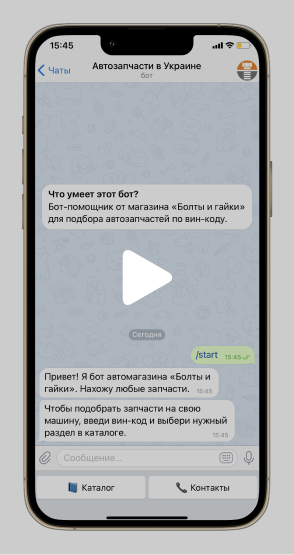 15:45
Чаты
Автозапчасти в Украине
бот
Что умеет этот бот?
Бот-помощник от магазина «Болты и гайки»
для подбора автозапчастей по вин-коду.
Сегодня
/start 15:45
Привет! Я бот автомагазина «Болты и
гайки». Нахожу любые запчасти. 15:45
Чтобы подобрать запчасти на свою
машину, введи вин-код и выбери нужный
раздел в каталоге. 15:45
Сообщение...
Каталог
Контакты